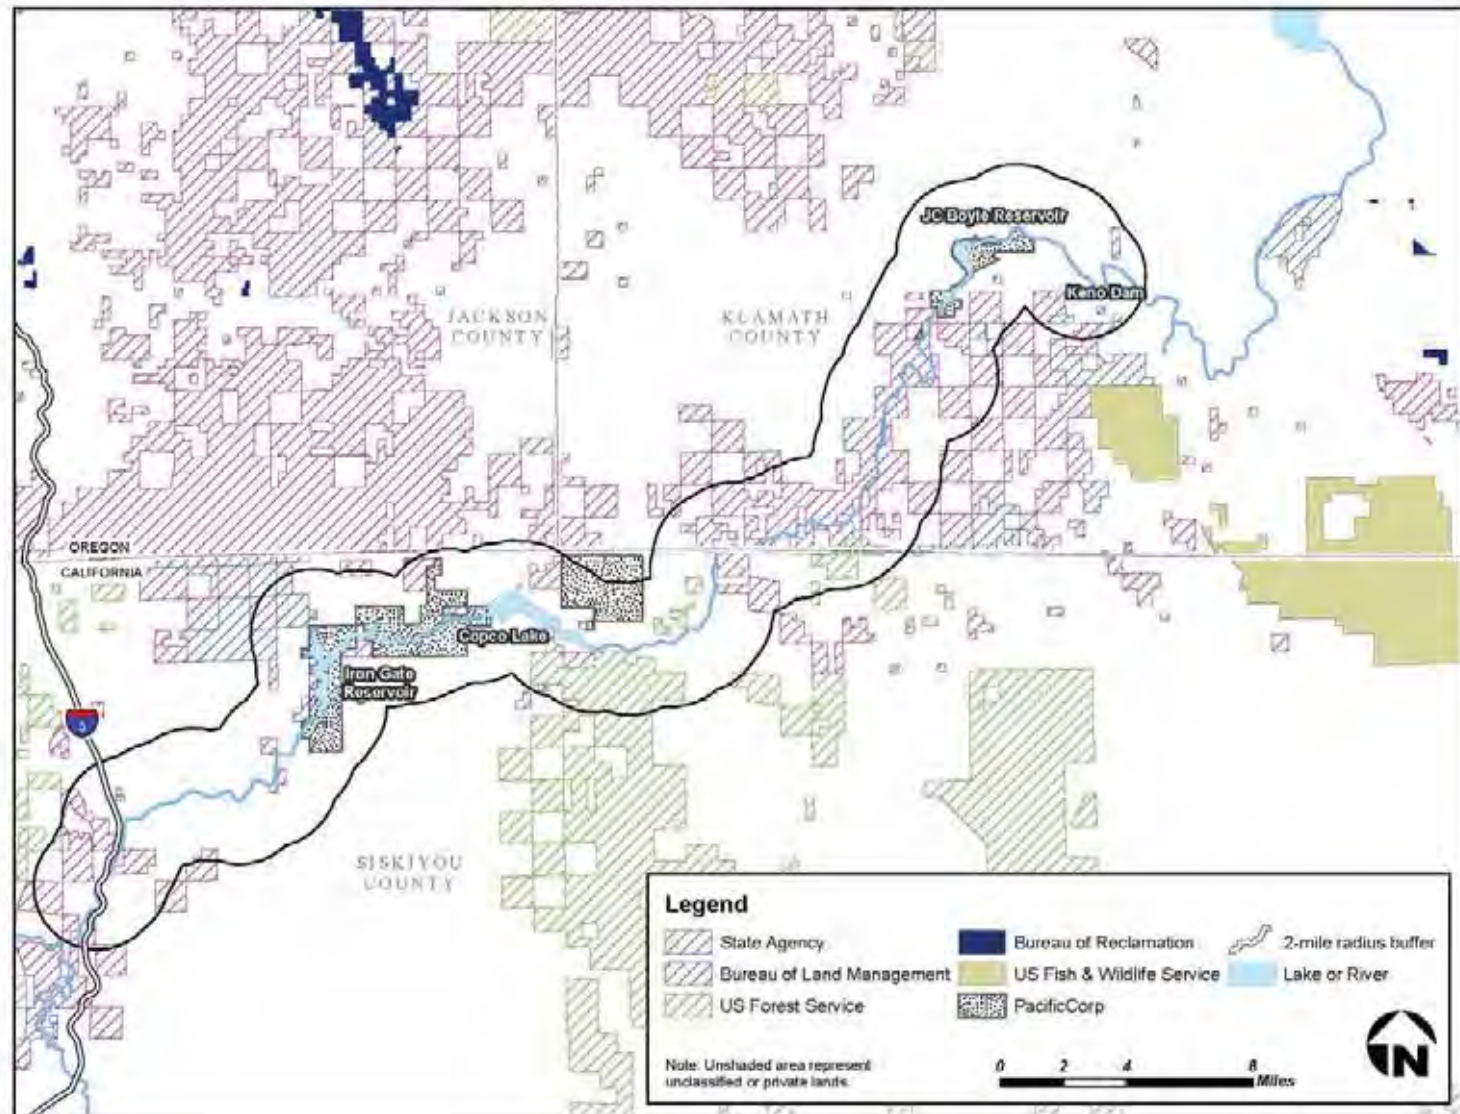 JC Boyle Reservoir
Keno Dam
JACKSON
COUNTY
KLAMATH
COUNTY
OREGON
CALIFORNIA
Copco Lake
Iron Gate
Reservoir
5
SISKIYOU
COUNTY
Legend
State Agency
Bureau of Land Management
US Forest Service
Bureau of Reclamation
US Fish & Wildlife Service
PacificCorp
2-mile radius buffer
Lake or River
Note: Unshaded area represent
unclassified or private lands.
0 2 4 8
Miles
N